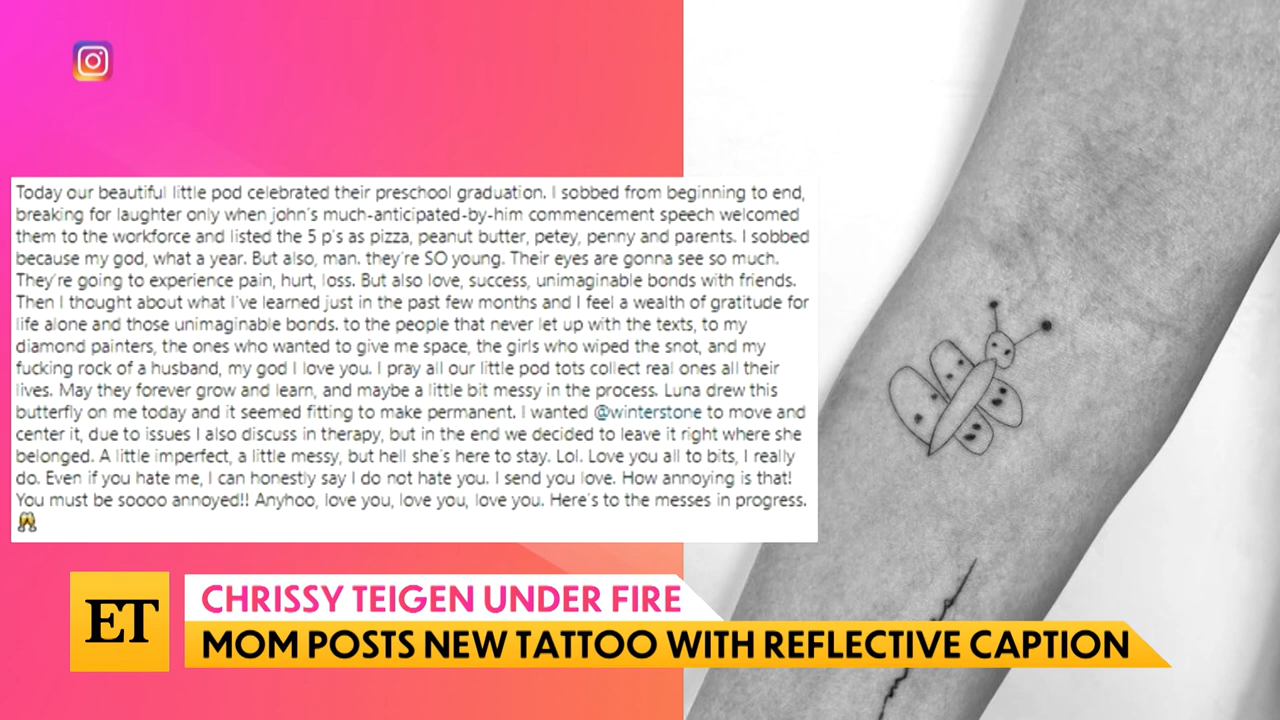 Today our beautiful little pod celebrated their preschool graduation. I sobbed from beginning to end,
breaking for laughter only when john's much-anticipated-by-him commencement speech welcomed
them to the workforce and listed the 5 p's as pizza, peanut butter, petey, penny and parents. I sobbed
because my god, what a year. But also, man. they're SO young. Their eyes are gonna see so much.
They're going to experience pain, hurt, loss. But also love, success, unimaginable bonds with friends.
Then I thought about what I've learned just in the past few months and I feel a wealth of gratitude for
life alone and those unimaginable bonds. to the people that never let up with the texts, to my
diamond painters, the ones who wanted to give me space, the girls who wiped the snot, and my
fucking rock of a husband, my god I love you. I pray all our little pod tots collect real ones all their
lives. May they forever grow and learn, and maybe a little bit messy in the process. Luna drew this
butterfly on me today and it seemed fitting to make permanent. I wanted @winterstone to move and
center it, due to issues I also discuss in therapy, but in the end we decided to leave it right where she
belonged. A little imperfect, a little messy, but hell she's here to stay. Lol. Love you all to bits, I really
do. Even if you hate me, I can honestly say I do not hate you. I send you love. How annoying is that!
You must be soooo annoyed!! Anyhoo, love you, love you, love you. Here's to the messes in progress.
🥂
ET
CHRISSY TEIGEN UNDER FIRE
MOM POSTS NEW TATTOO WITH REFLECTIVE CAPTION